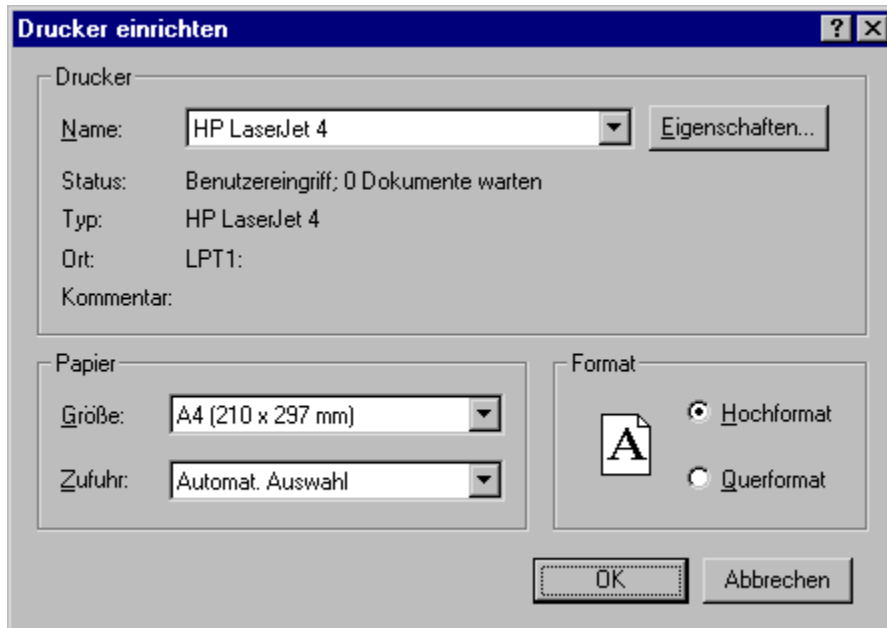 Drucker einrichten
Drucker
Name: HP LaserJet 4 Eigenschaften...
Status: Benutzereingriff; 0 Dokumente warten
Typ: HP LaserJet 4
Ort: LPT1:
Kommentar:
Papier
Größe: A4 (210 x 297 mm)
Zufuhr: Automat. Auswahl
Format
A
Hochformat
Querformat
OK Abbrechen